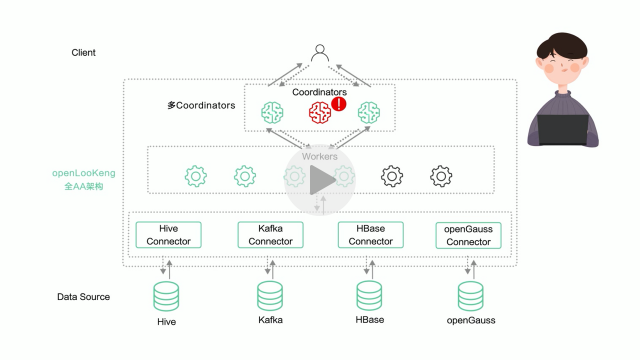 Client
Coordinators
多Coordinators
Workers
openLooKeng
全AA架构
Hive
Connector
Kafka
Connector
HBase
Connector
openGauss
Connector
Data Source
Hive
Kafka
HBase
openGauss